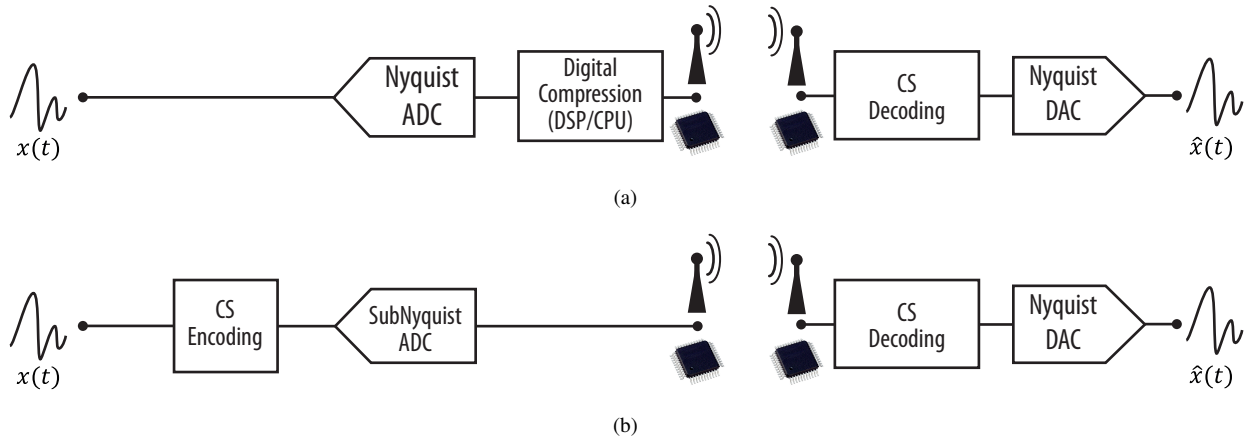 x(t)
Nyquist
ADC
Digital
Compression
(DSP/CPU)
CS
Decoding
Nyquist
DAC
x̂(t)
(a)
x(t)
CS
Encoding
SubNyquist
ADC
CS
Decoding
Nyquist
DAC
x̂(t)
(b)